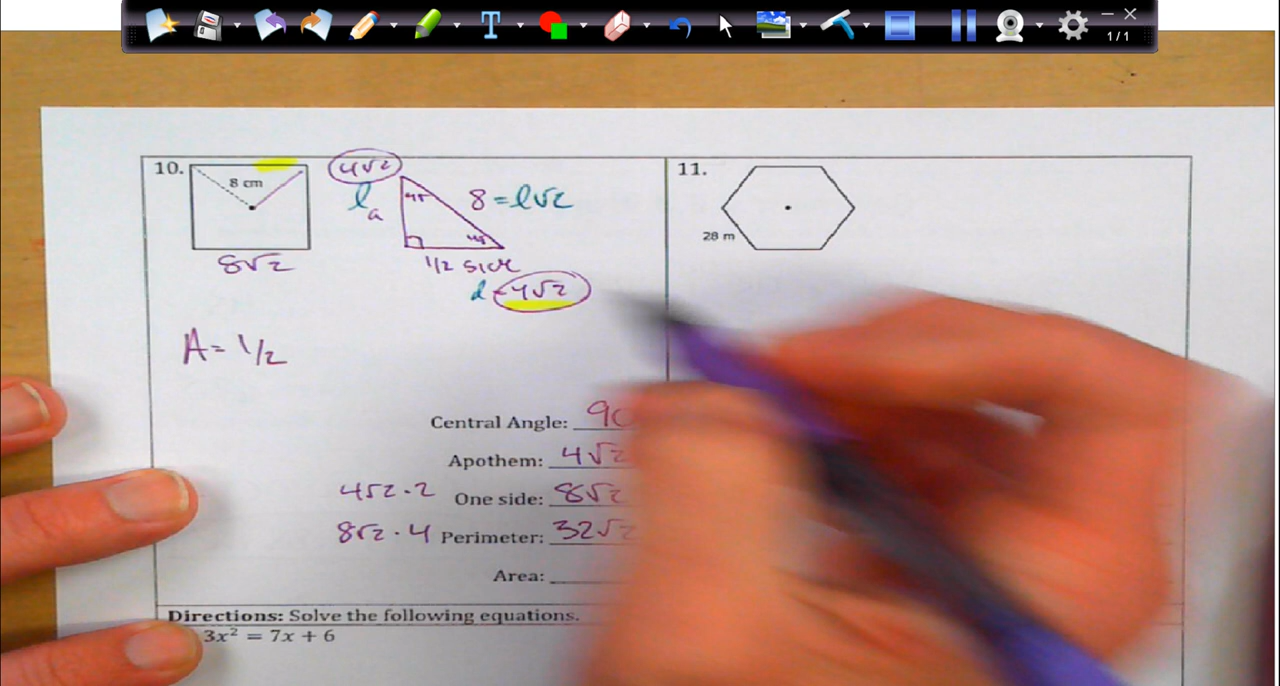 T
1/1
10.
8 cm
4√2
l
a
45
45
8 = l√2
8√2
1/2 side
l = 4√2
A = 1/2
Central Angle: 90
Apothem: 4√2
4√2 · 2 One side: 8√2
8√2 · 4 Perimeter: 32√2
Area:
11.
28 m
Directions: Solve the following equations.
3x² = 7x + 6